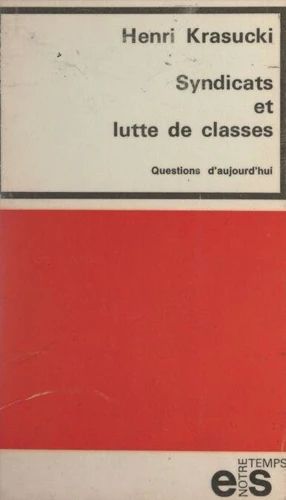 Henri Krasucki
Syndicats
et
lutte de classes
Questions d'aujourd'hui
NOTRE TEMPS
es